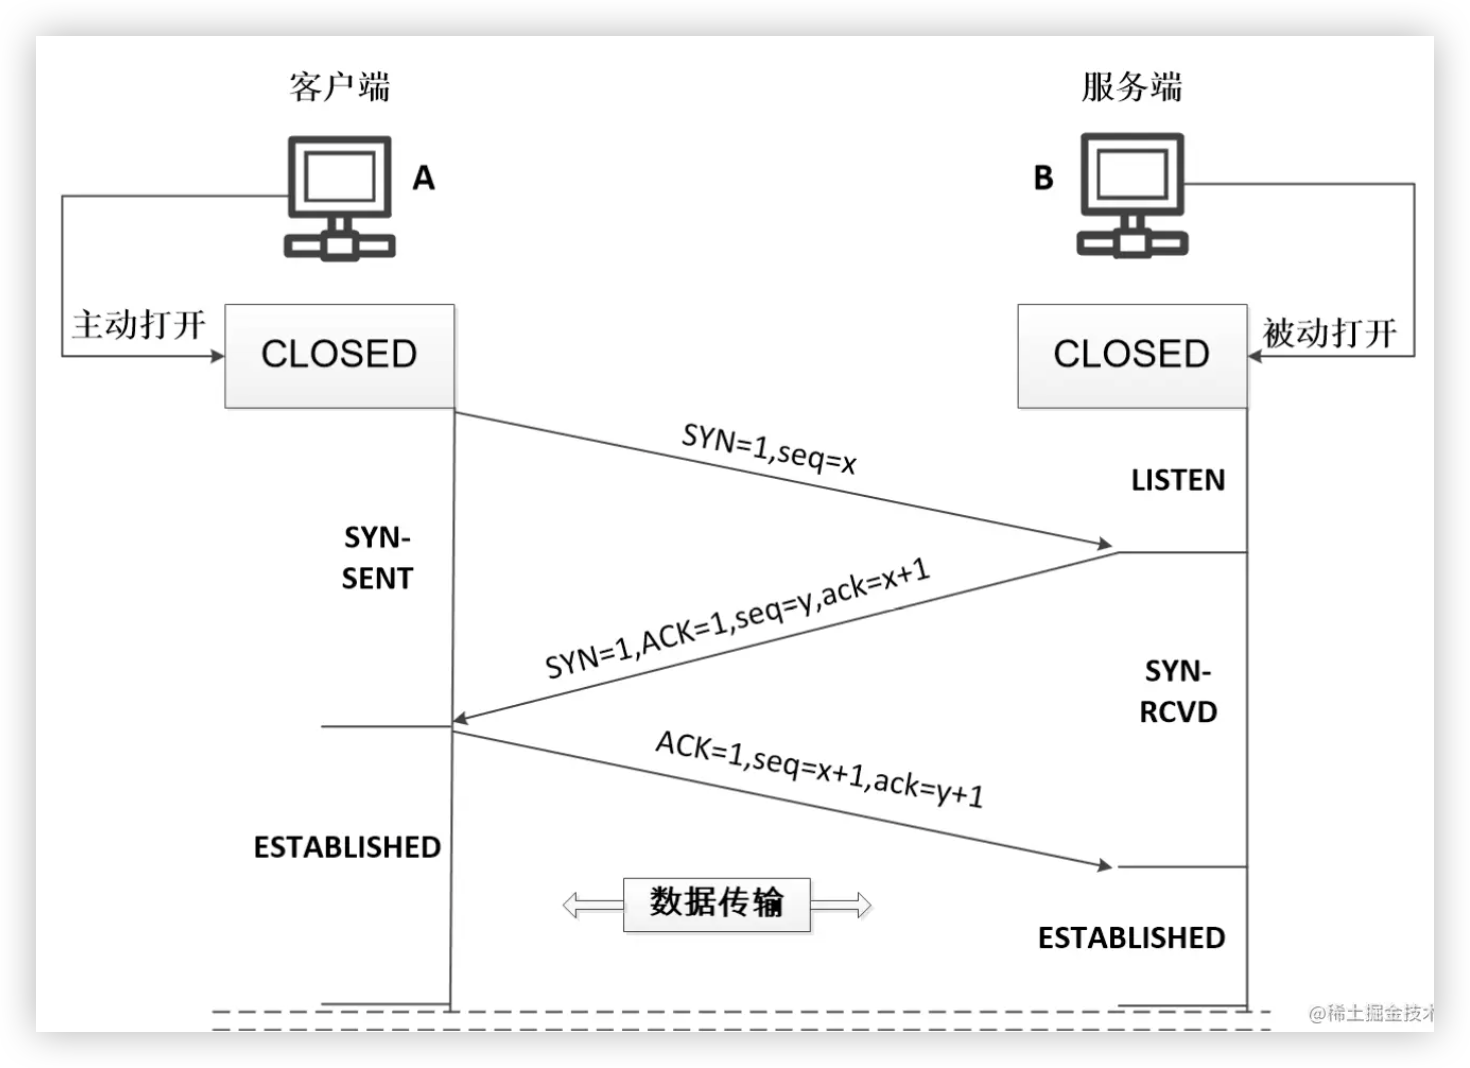 客户端
服务端
A
B
主动打开
CLOSED
CLOSED
被动打开
SYN=1,seq=x
LISTEN
SYN-
SENT
SYN=1,ACK=1,seq=y,ack=x+1
SYN-
RCVD
ACK=1,seq=x+1,ack=y+1
ESTABLISHED
数据传输
ESTABLISHED
@稀土掘金技术